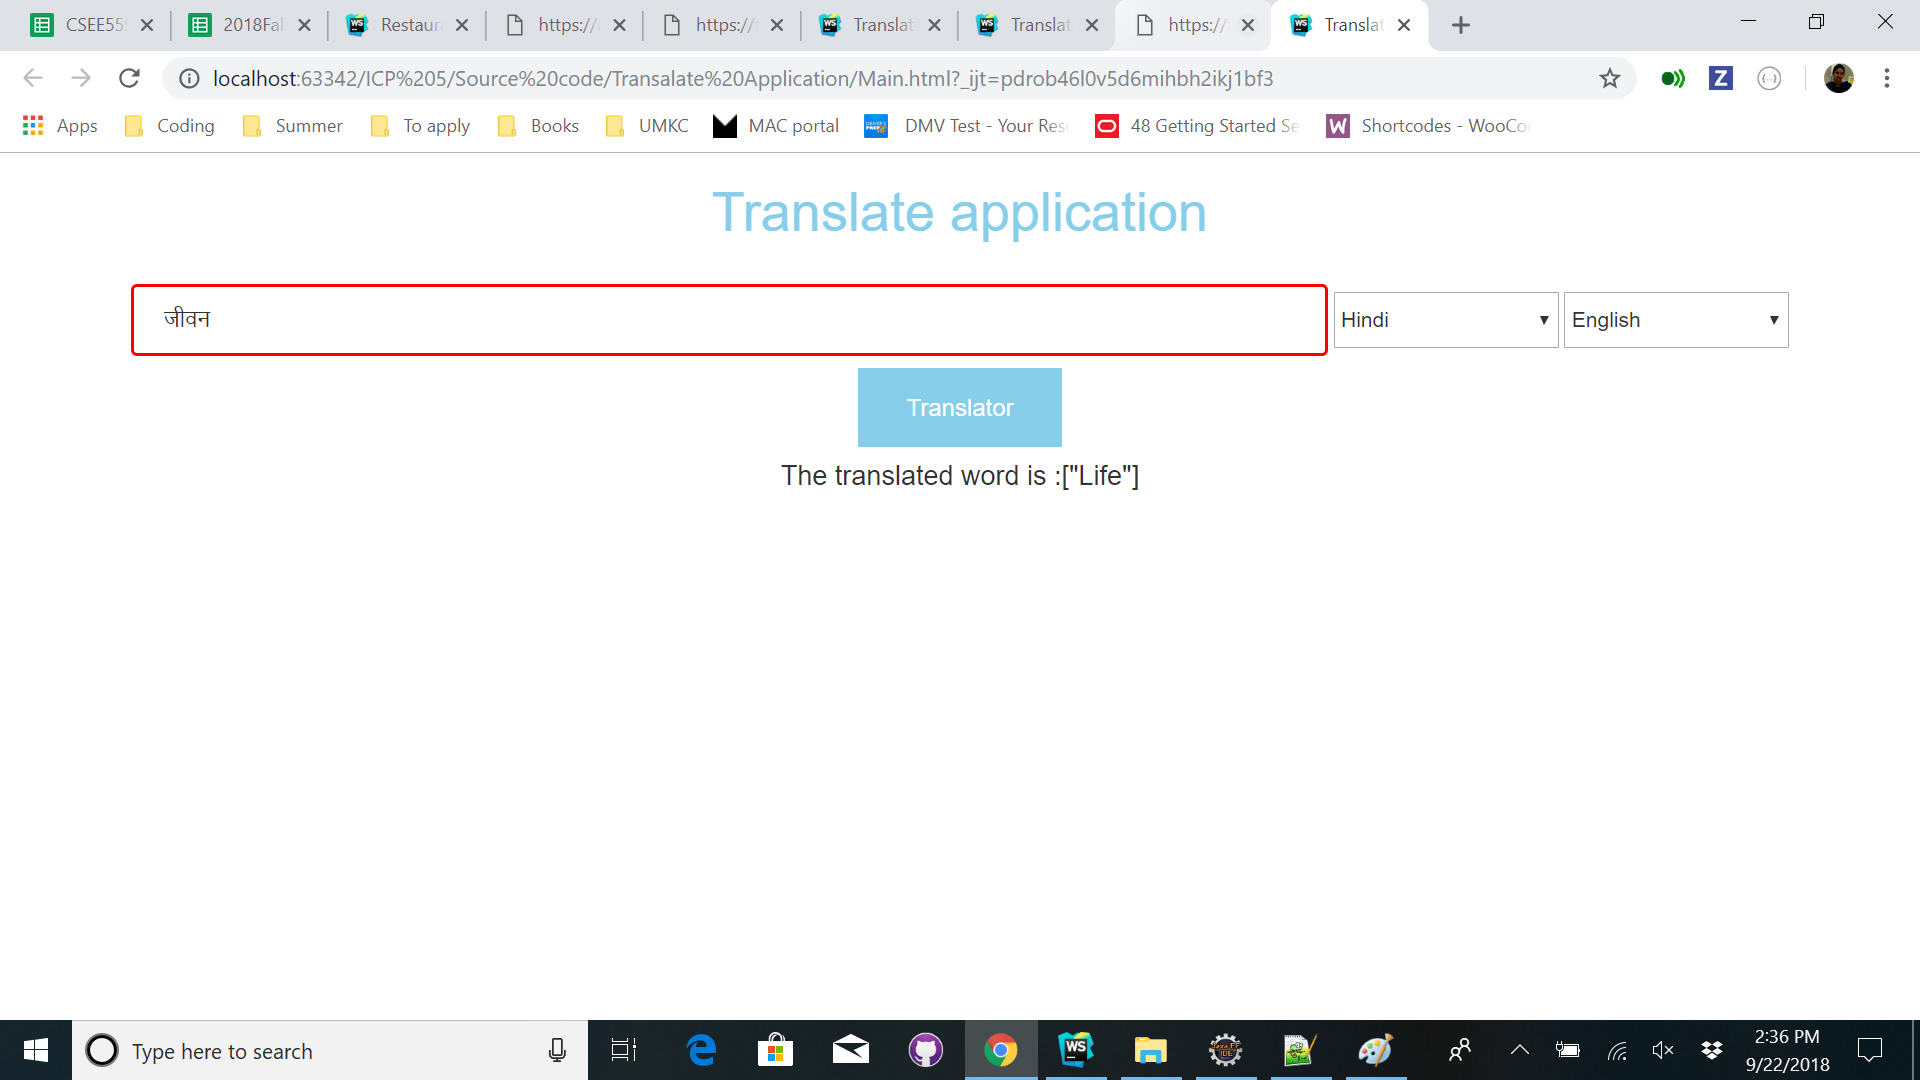 CSEE55
2018Fal
Restaur
https://
https://
Translat
Translat
https://
Translat
localhost:63342/ICP%205/Source%20code/Transalate%20Application/Main.html?_ijt=pdrob46l0v5d6mihbh2ikj1bf3
Apps
Coding
Summer
To apply
Books
UMKC
MAC portal
DMV Test - Your Res
48 Getting Started Se
Shortcodes - WooCo
Translate application
जीवन
Hindi
English
Translator
The translated word is :["Life"]
Type here to search
2:36 PM
9/22/2018